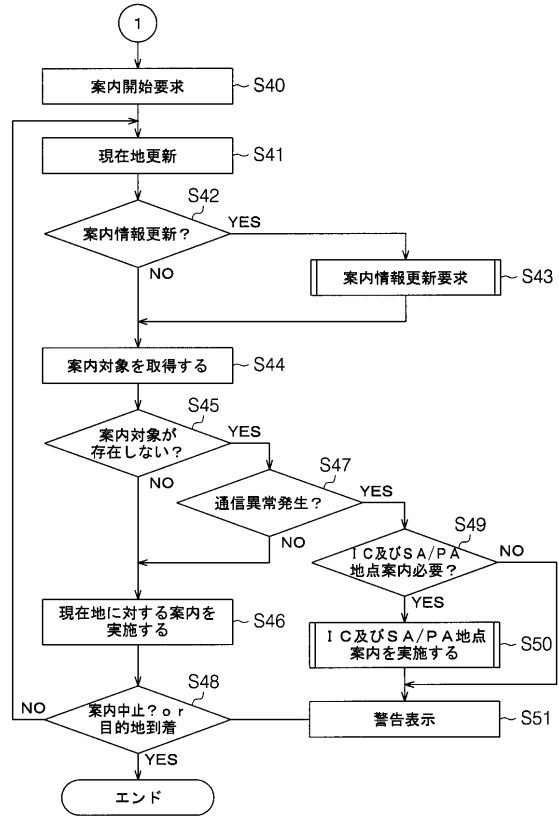 1
案内開始要求
S40
現在地更新
S41
S42
案内情報更新？
YES
NO
案内情報更新要求
S43
案内対象を取得する
S44
S45
案内対象が
存在しない？
YES
NO
S47
通信異常発生？
YES
NO
S49
ＩＣ及びＳＡ/ＰＡ
地点案内必要？
NO
YES
現在地に対する案内を
実施する
S46
ＩＣ及びＳＡ/ＰＡ地点
案内を実施する
S50
S48
NO
案内中止？ｏｒ
目的地到着
YES
警告表示
S51
エンド